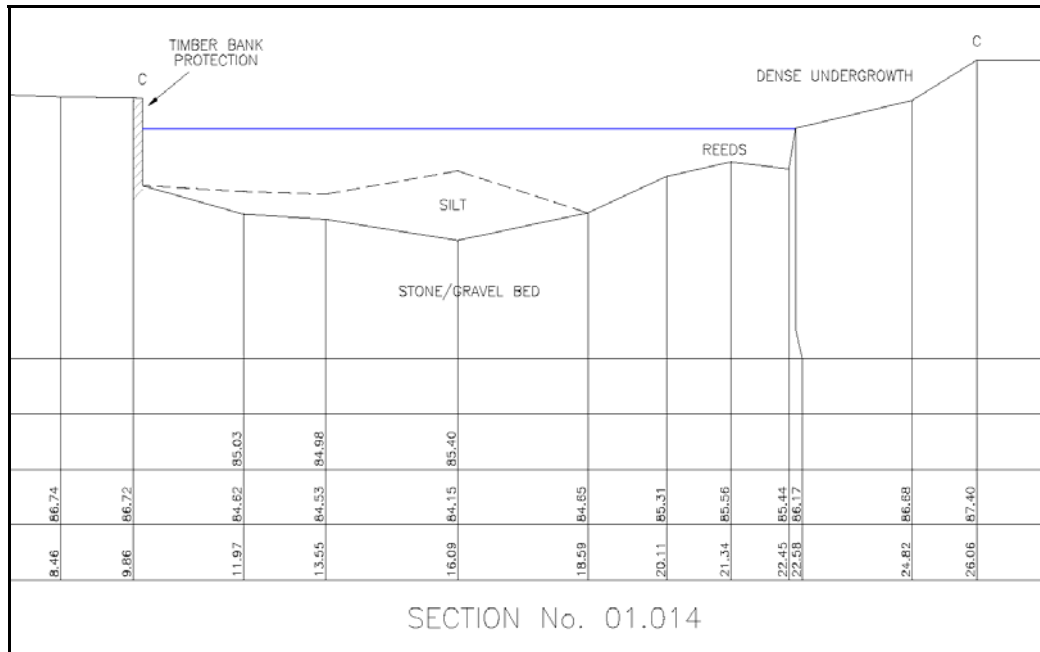 TIMBER BANK
PROTECTION
C
C
DENSE UNDERGROWTH
REEDS
SILT
STONE/GRAVEL BED
85.03 84.98 85.40
86.74 86.72 84.62 84.53 84.15 84.65 85.31 85.56 85.44 86.17 86.68 87.40
8.46 9.86 11.97 13.55 16.09 18.59 20.11 21.34 22.45 22.58 24.82 26.06
SECTION No. 01.014